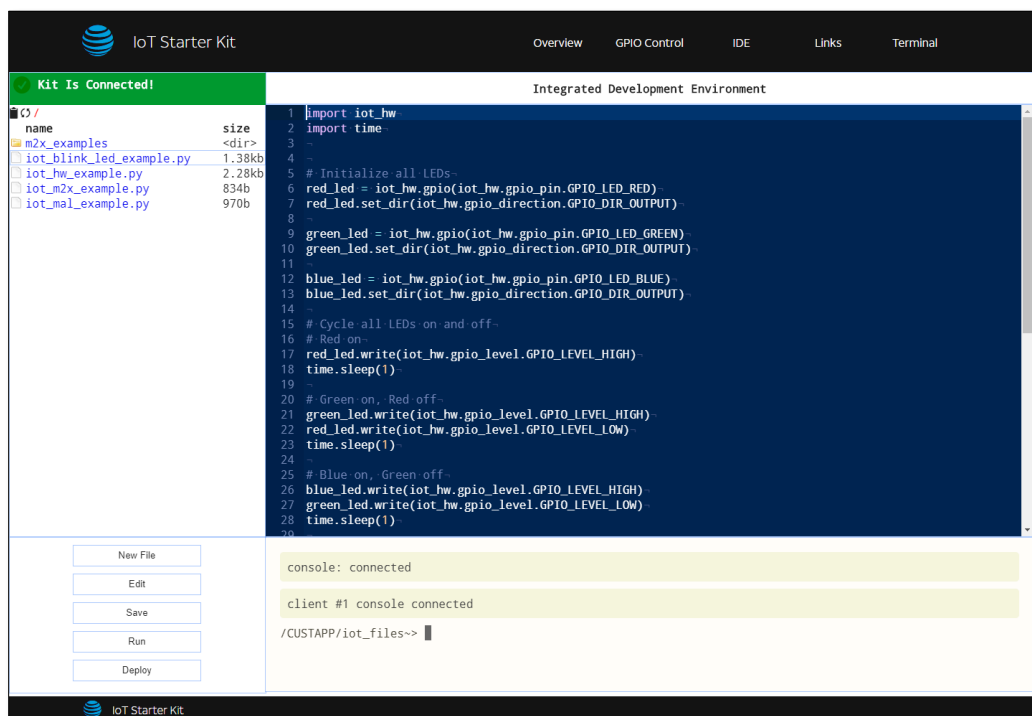 IoT Starter Kit
Overview GPIO Control IDE Links Terminal
Kit Is Connected!
Integrated Development Environment
/
name size
m2x_examples <dir>
iot_blink_led_example.py 1.38kb
iot_hw_example.py 2.28kb
iot_m2x_example.py 834b
iot_mal_example.py 970b
1 import iot_hw¬
2 import time¬
3 ¬
4 ¬
5 #·Initialize·all·LEDs¬
6 red_led = iot_hw.gpio(iot_hw.gpio_pin.GPIO_LED_RED)¬
7 red_led.set_dir(iot_hw.gpio_direction.GPIO_DIR_OUTPUT)¬
8 ¬
9 green_led = iot_hw.gpio(iot_hw.gpio_pin.GPIO_LED_GREEN)¬
10 green_led.set_dir(iot_hw.gpio_direction.GPIO_DIR_OUTPUT)¬
11 ¬
12 blue_led = iot_hw.gpio(iot_hw.gpio_pin.GPIO_LED_BLUE)¬
13 blue_led.set_dir(iot_hw.gpio_direction.GPIO_DIR_OUTPUT)¬
14 ¬
15 #·Cycle·all·LEDs·on·and·off¬
16 #·Red·on¬
17 red_led.write(iot_hw.gpio_level.GPIO_LEVEL_HIGH)¬
18 time.sleep(1)¬
19 ¬
20 #·Green·on,·Red·off¬
21 green_led.write(iot_hw.gpio_level.GPIO_LEVEL_HIGH)¬
22 red_led.write(iot_hw.gpio_level.GPIO_LEVEL_LOW)¬
23 time.sleep(1)¬
24 ¬
25 #·Blue·on,·Green·off¬
26 blue_led.write(iot_hw.gpio_level.GPIO_LEVEL_HIGH)¬
27 green_led.write(iot_hw.gpio_level.GPIO_LEVEL_LOW)¬
28 time.sleep(1)¬
29
New File
Edit
Save
Run
Deploy
console: connected
client #1 console connected
/CUSTAPP/iot_files~>
IoT Starter Kit